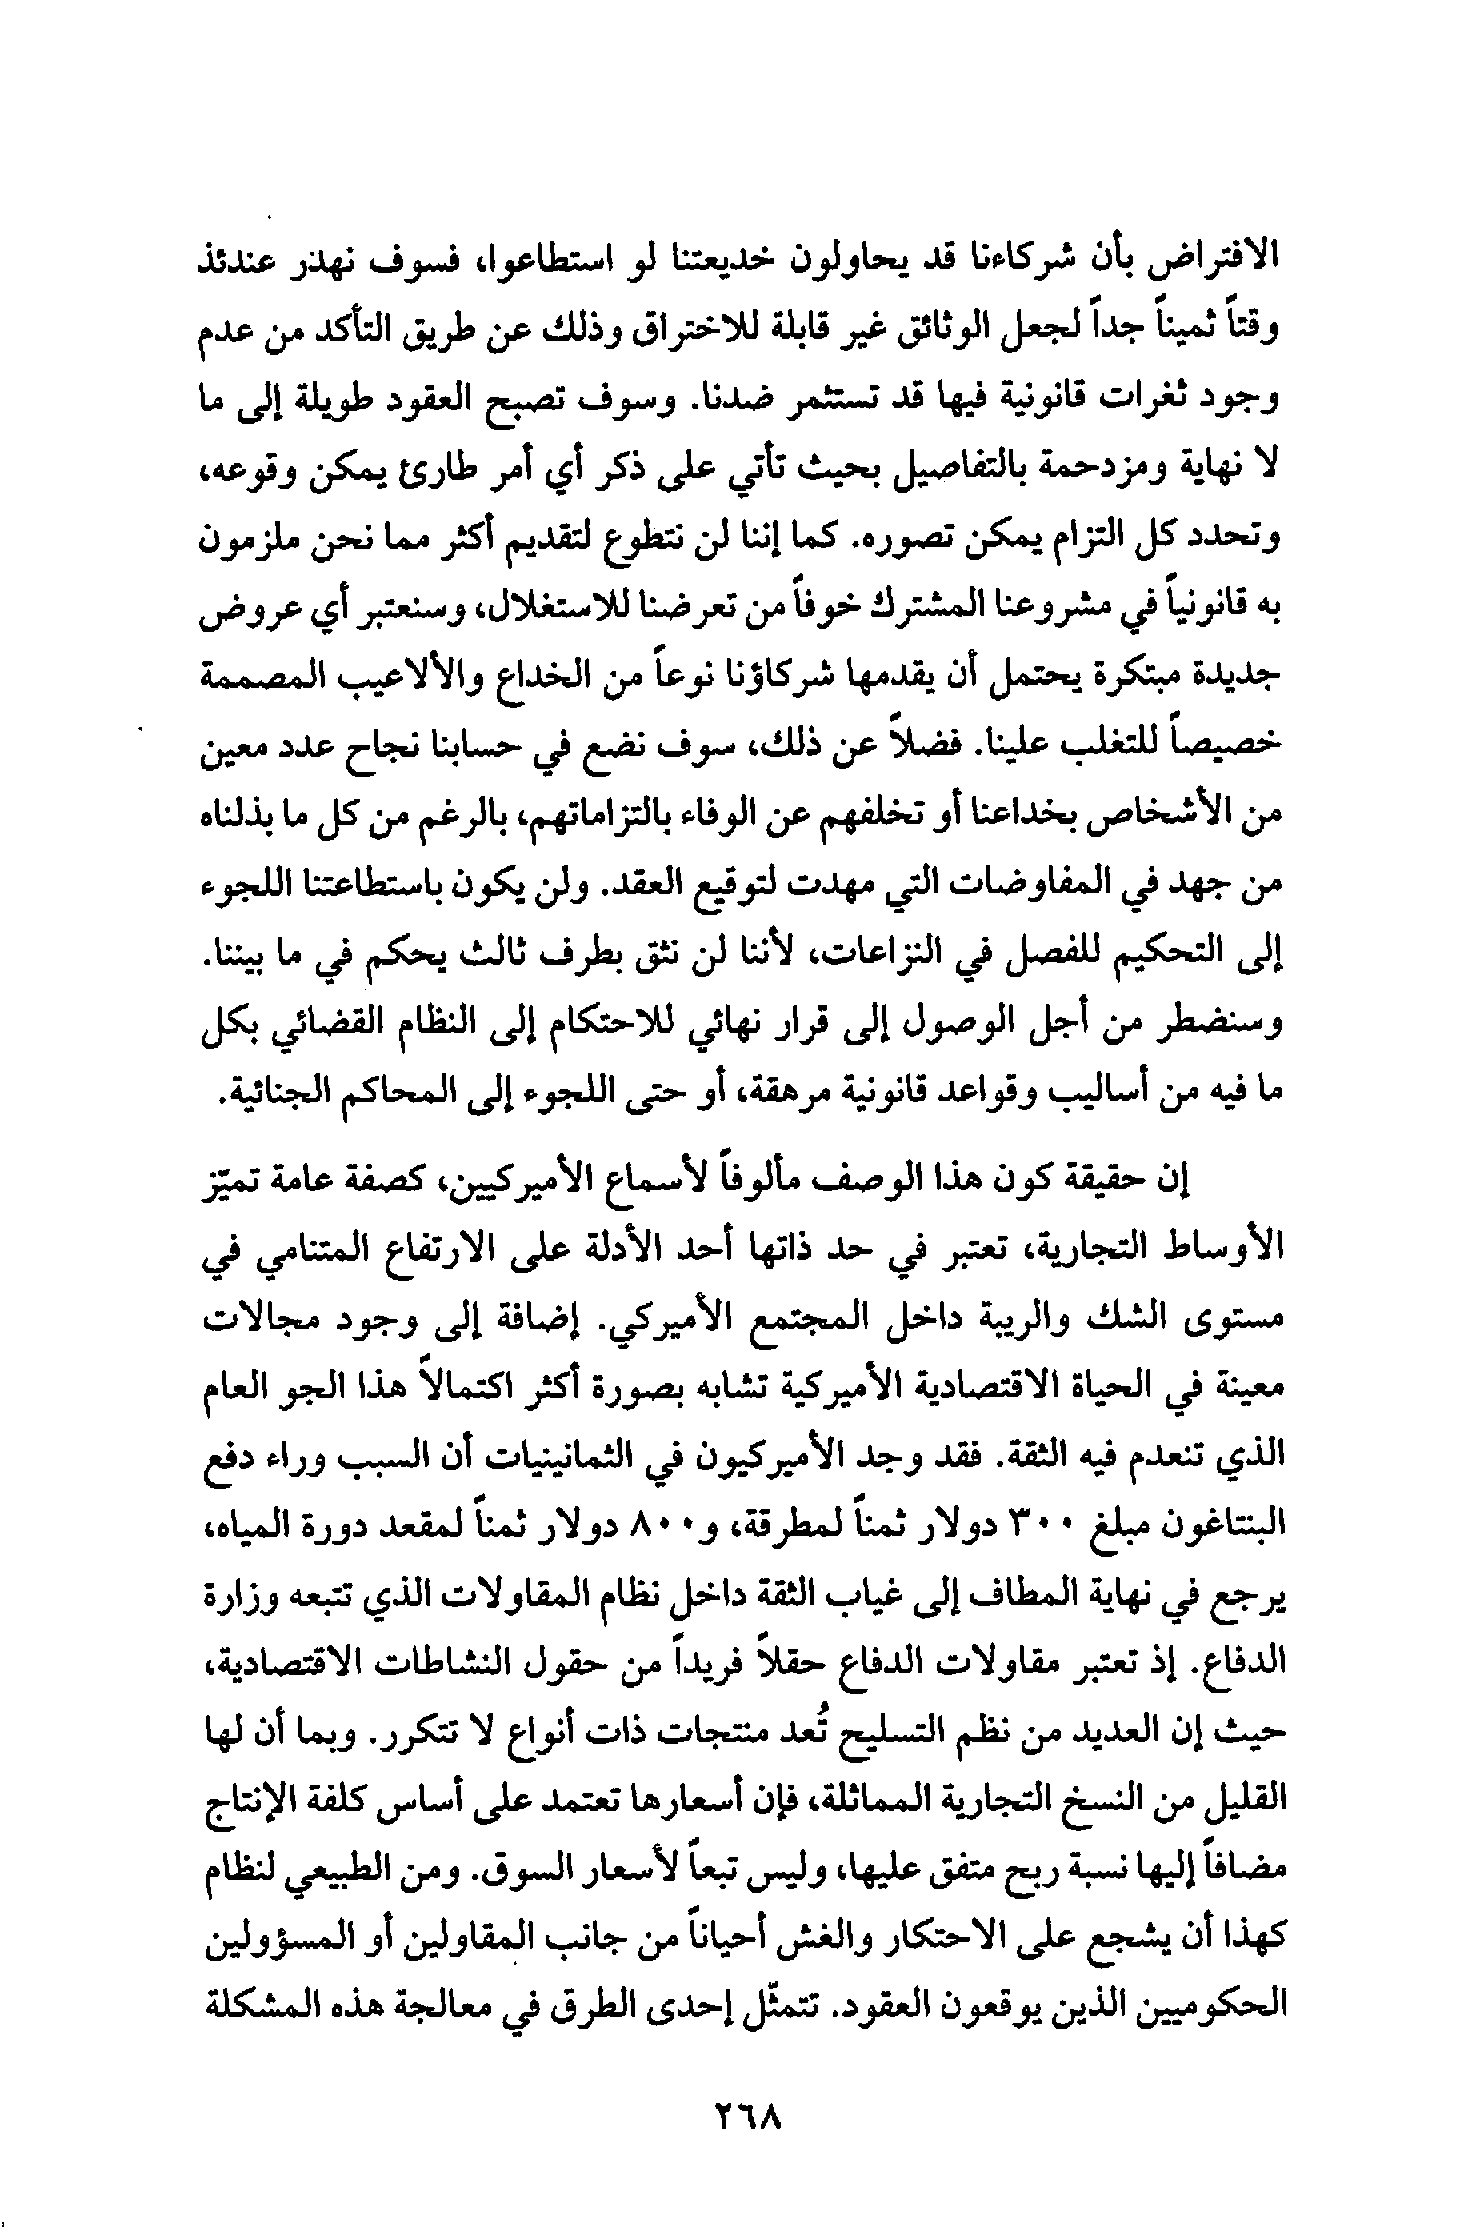 الافتراض بأن شركاءنا قد يحاولون خديعتنا لو استطاعوا، فسوف نهذر عندئذ
وقتاً ثميناً جداً لجعل الوثائق غير قابلة للاختراق وذلك عن طريق التأكد من عدم
وجود ثغرات قانونية فيها قد تستثمر ضدنا. وسوف تصبح العقود طويلة إلى ما
لا نهاية ومزدحمة بالتفاصيل بحيث تأتي على ذكر أي أمر طارئ يمكن وقوعه،
وتحدد كل التزام يمكن تصوره. كما إننا لن نتطوع لتقديم أكثر مما نحن ملزمون
به قانونياً في مشروعنا المشترك خوفاً من تعرضنا للاستغلال، وسنعتبر أي عروض
جديدة مبتكرة يحتمل أن يقدمها شركاؤنا نوعاً من الخداع والألاعيب المصممة
خصيصاً للتغلب علينا. فضلاً عن ذلك، سوف نضع في حسابنا نجاح عدد معين
من الأشخاص بخداعنا أو تخلفهم عن الوفاء بالتزاماتهم، بالرغم من كل ما بذلناه
من جهد في المفاوضات التي مهدت لتوقيع العقد. ولن يكون باستطاعتنا اللجوء
إلى التحكيم للفصل في النزاعات، لأننا لن نثق بطرف ثالث يحكم في ما بيننا.
وسنضطر من أجل الوصول إلى قرار نهائي للاحتكام إلى النظام القضائي بكل
ما فيه من أساليب وقواعد قانونية مرهقة، أو حتى اللجوء إلى المحاكم الجنائية.
إن حقيقة كون هذا الوصف مألوفاً لأسماع الأميركيين، كصفة عامة تميّز
الأوساط التجارية، تعتبر في حد ذاتها أحد الأدلة على الارتفاع المتنامي في
مستوى الشك والريبة داخل المجتمع الأميركي. إضافة إلى وجود مجالات
معينة في الحياة الاقتصادية الأميركية تشابه بصورة أكثر اكتمالاً هذا الجو العام
الذي تنعدم فيه الثقة. فقد وجد الأميركيون في الثمانينيات أن السبب وراء دفع
البنتاغون مبلغ ٣٠٠ دولار ثمناً لمطرقة، و٨٠٠ دولار ثمناً لمقعد دورة المياه،
يرجع في نهاية المطاف إلى غياب الثقة داخل نظام المقاولات الذي تتبعه وزارة
الدفاع. إذ تعتبر مقاولات الدفاع حقلاً فريداً من حقول النشاطات الاقتصادية،
حيث إن العديد من نظم التسليح تُعد منتجات ذات أنواع لا تتكرر. وبما أن لها
القليل من النسخ التجارية المماثلة، فإن أسعارها تعتمد على أساس كلفة الإنتاج
مضافاً إليها نسبة ربح متفق عليها، وليس تبعاً لأسعار السوق. ومن الطبيعي لنظام
كهذا أن يشجع على الاحتكار والغش أحياناً من جانب المقاولين أو المسؤولين
الحكوميين الذين يوقعون العقود. تتمثّل إحدى الطرق في معالجة هذه المشكلة
٢٦٨